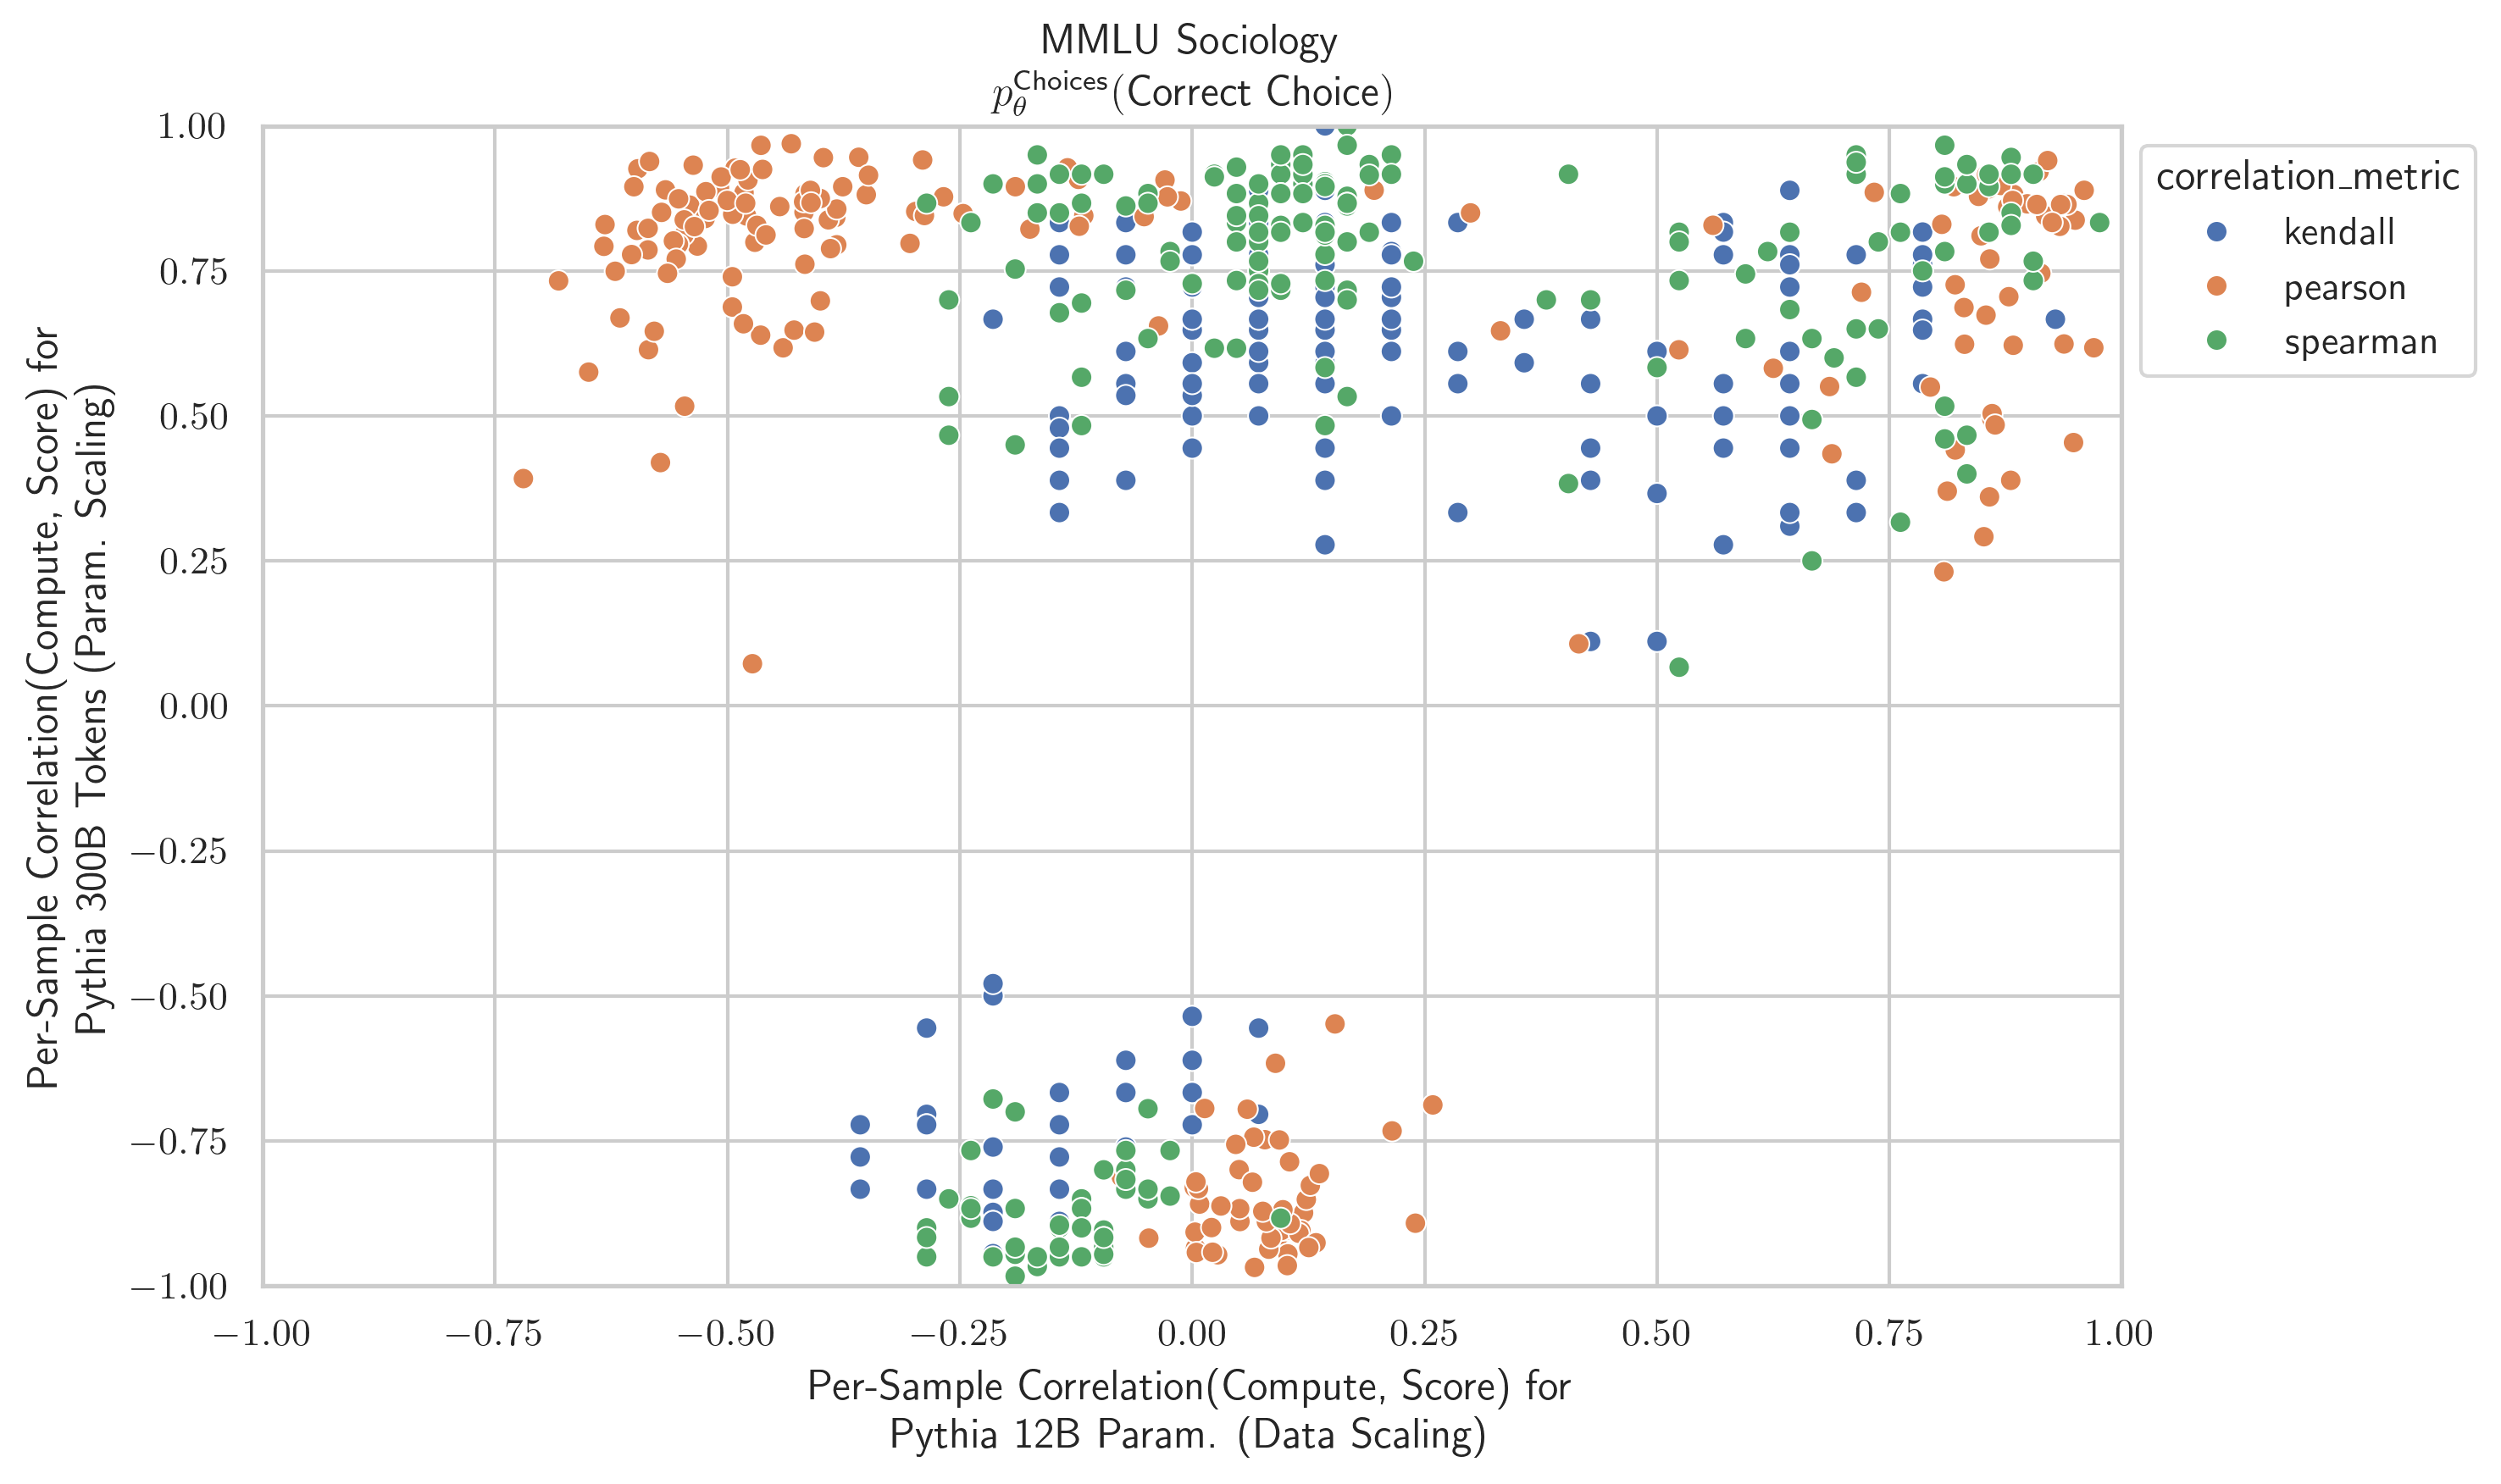 MMLU Sociology
p_θ^Choices(Correct Choice)
1.00
0.75
0.50
0.25
0.00
−0.25
−0.50
−0.75
−1.00
Per-Sample Correlation(Compute, Score) for
Pythia 300B Tokens (Param. Scaling)
−1.00
−0.75
−0.50
−0.25
0.00
0.25
0.50
0.75
1.00
Per-Sample Correlation(Compute, Score) for
Pythia 12B Param. (Data Scaling)
correlation_metric
kendall
pearson
spearman